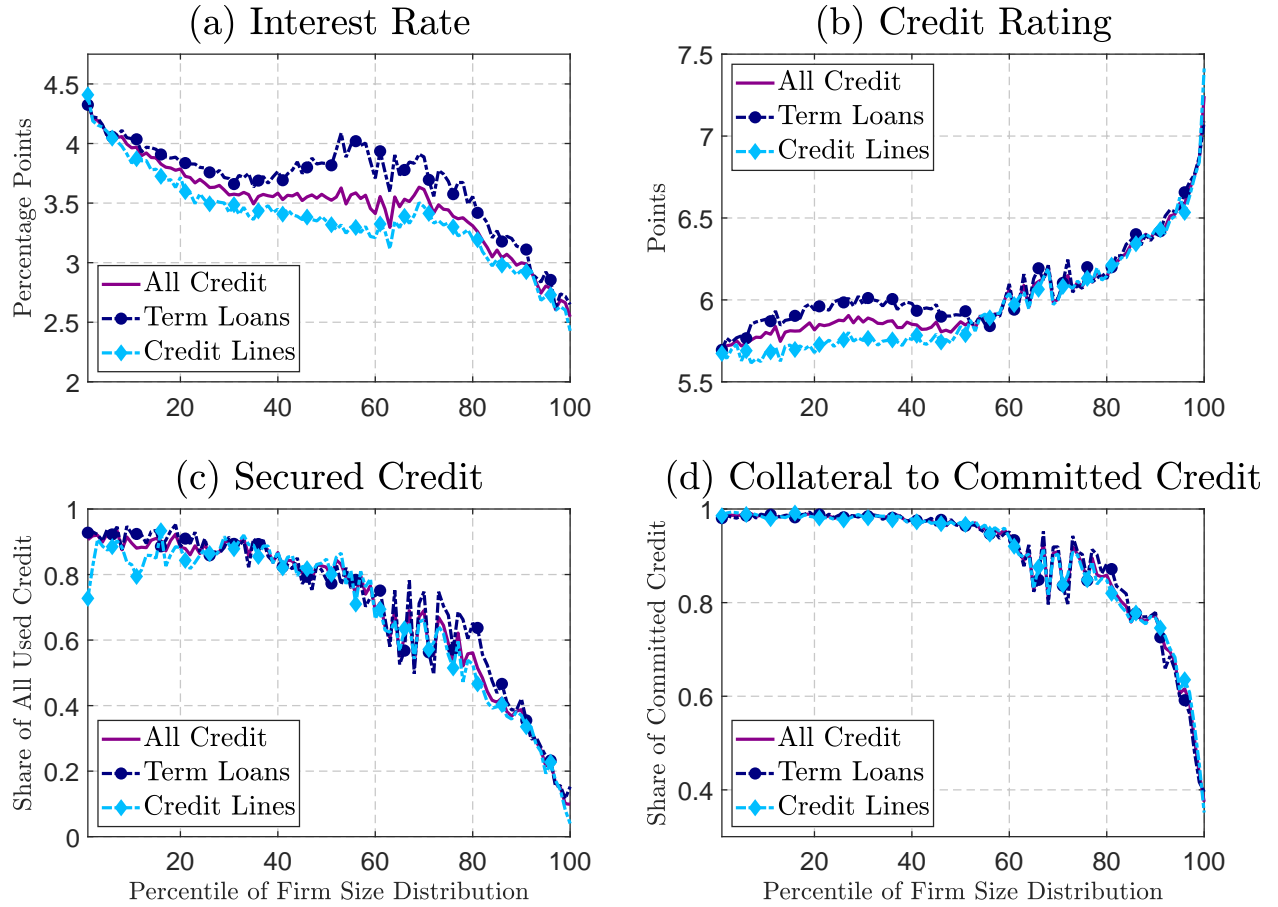 (a) Interest Rate
Percentage Points
4.5
4
3.5
3
2.5
2
All Credit
Term Loans
Credit Lines
20 40 60 80 100
(b) Credit Rating
Points
7.5
7
6.5
6
5.5
All Credit
Term Loans
Credit Lines
20 40 60 80 100
(c) Secured Credit
Share of All Used Credit
1
0.8
0.6
0.4
0.2
0
All Credit
Term Loans
Credit Lines
20 40 60 80 100
Percentile of Firm Size Distribution
(d) Collateral to Committed Credit
Share of Committed Credit
1
0.8
0.6
0.4
All Credit
Term Loans
Credit Lines
20 40 60 80 100
Percentile of Firm Size Distribution